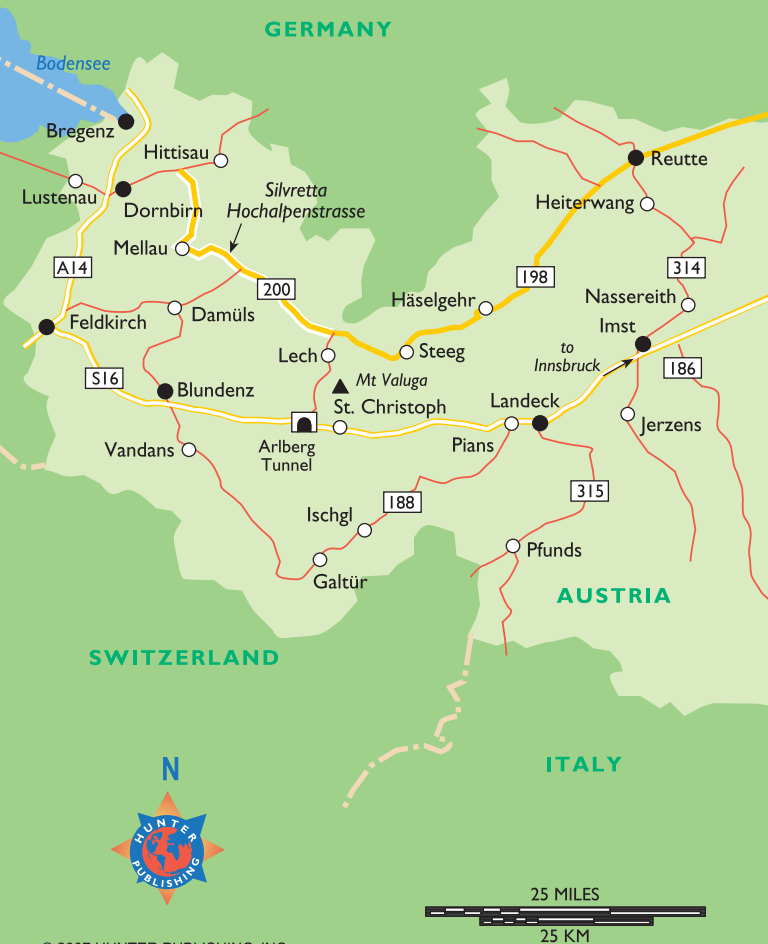 GERMANY
Bodensee
Bregenz
Hittisau
Reutte
Lustenau
Dornbirn
Silvretta
Hochalpenstrasse
Heiterwang
Mellau
A14
200
198
314
Häselgehr
Nassereith
Feldkirch
Damüls
Imst
Lech
Steeg
to
Innsbruck
S16
Blundenz
Mt Valuga
186
St. Christoph
Landeck
Jerzens
Vandans
Arlberg
Tunnel
Pians
188
315
Ischgl
Galtür
Pfunds
AUSTRIA
SWITZERLAND
ITALY
N
HUNTER
PUBLISHING
25 MILES
25 KM